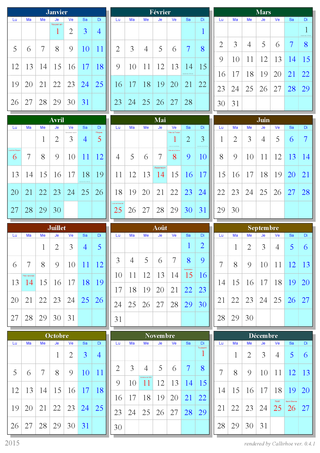 Janvier
Lu Ma Me Je Ve Sa Di
1 2 3 4
5 6 7 8 9 10 11
12 13 14 15 16 17 18
19 20 21 22 23 24 25
26 27 28 29 30 31
Février
Lu Ma Me Je Ve Sa Di
1
2 3 4 5 6 7 8
9 10 11 12 13 14 15
16 17 18 19 20 21 22
23 24 25 26 27 28
Mars
Lu Ma Me Je Ve Sa Di
1
2 3 4 5 6 7 8
9 10 11 12 13 14 15
16 17 18 19 20 21 22
23 24 25 26 27 28 29
30 31
Avril
Lu Ma Me Je Ve Sa Di
1 2 3 4 5
6 7 8 9 10 11 12
13 14 15 16 17 18 19
20 21 22 23 24 25 26
27 28 29 30
Mai
Lu Ma Me Je Ve Sa Di
1 2 3
4 5 6 7 8 9 10
11 12 13 14 15 16 17
18 19 20 21 22 23 24
25 26 27 28 29 30 31
Juin
Lu Ma Me Je Ve Sa Di
1 2 3 4 5 6 7
8 9 10 11 12 13 14
15 16 17 18 19 20 21
22 23 24 25 26 27 28
29 30
Juillet
Lu Ma Me Je Ve Sa Di
1 2 3 4 5
6 7 8 9 10 11 12
13 14 15 16 17 18 19
20 21 22 23 24 25 26
27 28 29 30 31
Août
Lu Ma Me Je Ve Sa Di
1 2
3 4 5 6 7 8 9
10 11 12 13 14 15 16
17 18 19 20 21 22 23
24 25 26 27 28 29 30
31
Septembre
Lu Ma Me Je Ve Sa Di
1 2 3 4 5 6
7 8 9 10 11 12 13
14 15 16 17 18 19 20
21 22 23 24 25 26 27
28 29 30
Octobre
Lu Ma Me Je Ve Sa Di
1 2 3 4
5 6 7 8 9 10 11
12 13 14 15 16 17 18
19 20 21 22 23 24 25
26 27 28 29 30 31
Novembre
Lu Ma Me Je Ve Sa Di
1
2 3 4 5 6 7 8
9 10 11 12 13 14 15
16 17 18 19 20 21 22
23 24 25 26 27 28 29
30
Décembre
Lu Ma Me Je Ve Sa Di
1 2 3 4 5 6
7 8 9 10 11 12 13
14 15 16 17 18 19 20
21 22 23 24 25 26 27
28 29 30 31
2015
rendered by Callirhoe ver. 0.4.1